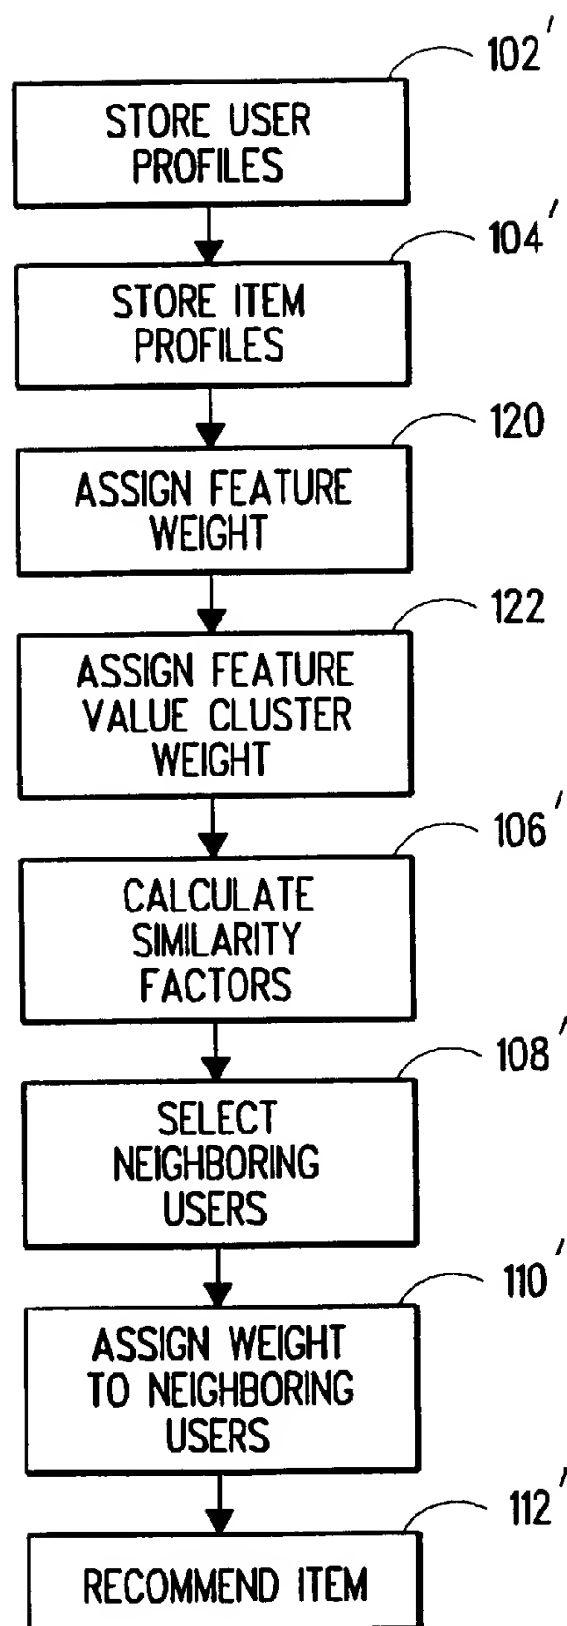 102'
STORE USER
PROFILES
104'
STORE ITEM
PROFILES
120
ASSIGN FEATURE
WEIGHT
122
ASSIGN FEATURE
VALUE CLUSTER
WEIGHT
106'
CALCULATE
SIMILARITY
FACTORS
108'
SELECT
NEIGHBORING
USERS
110'
ASSIGN WEIGHT
TO NEIGHBORING
USERS
112'
RECOMMEND ITEM